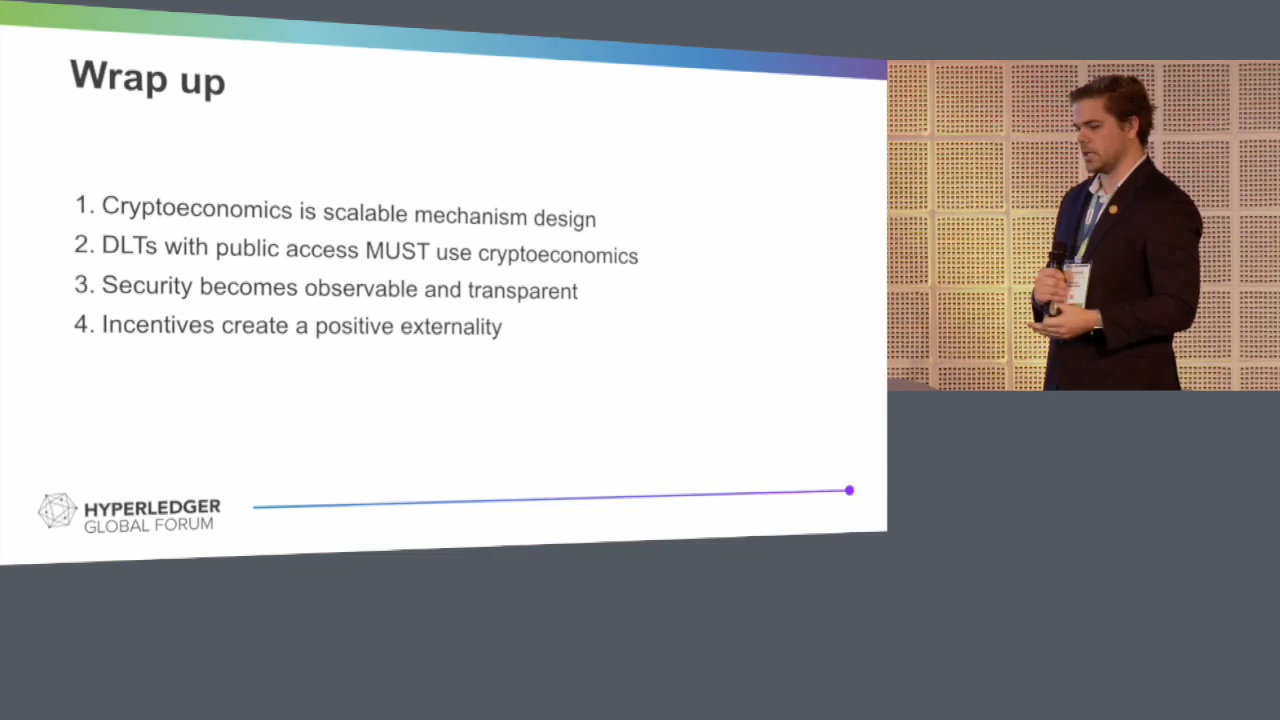 Wrap up
1. Cryptoeconomics is scalable mechanism design
2. DLTs with public access MUST use cryptoeconomics
3. Security becomes observable and transparent
4. Incentives create a positive externality
HYPERLEDGER
GLOBAL FORUM